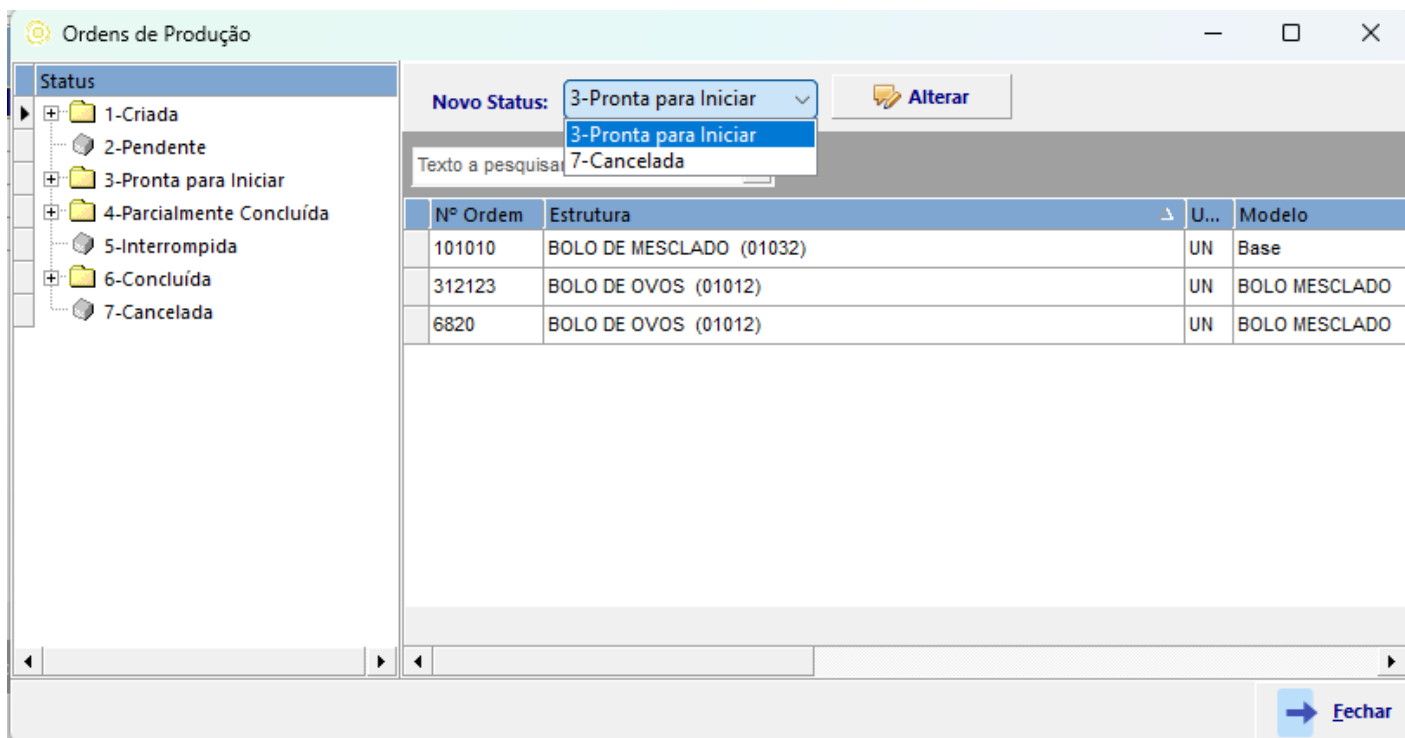 Ordens de Produção
Status
1-Criada
2-Pendente
3-Pronta para Iniciar
4-Parcialmente Concluída
5-Interrompida
6-Concluída
7-Cancelada
Novo Status: 3-Pronta para Iniciar Alterar
3-Pronta para Iniciar
7-Cancelada
Texto a pesquisar
Nº Ordem Estrutura U... Modelo
101010 BOLO DE MESCLADO (01032) UN Base
312123 BOLO DE OVOS (01012) UN BOLO MESCLADO
6820 BOLO DE OVOS (01012) UN BOLO MESCLADO
Fechar